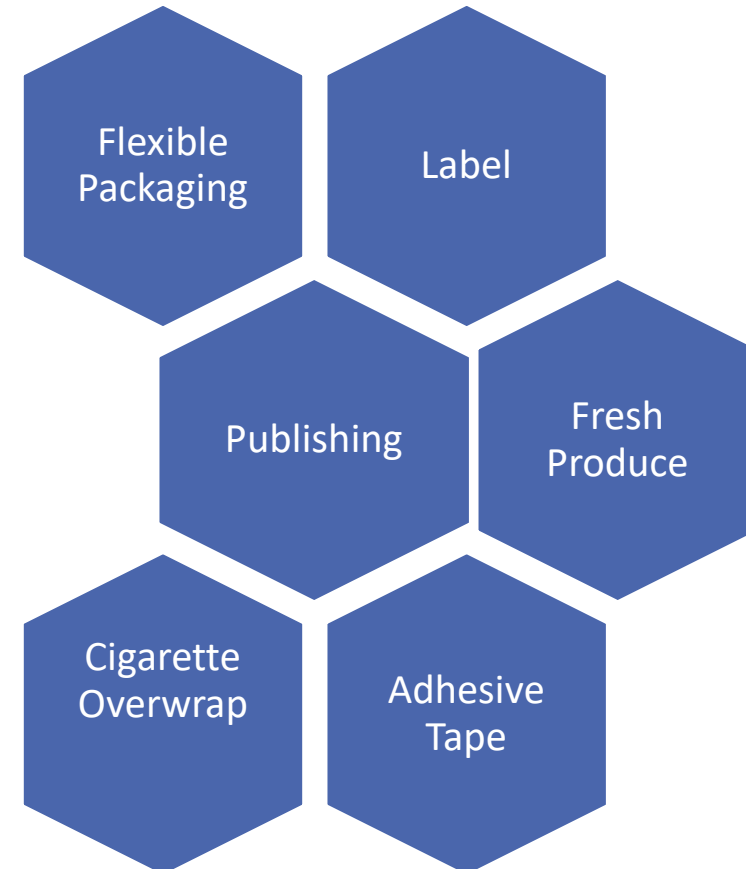 Flexible
Packaging
Label
Publishing
Fresh
Produce
Cigarette
Overwrap
Adhesive
Tape